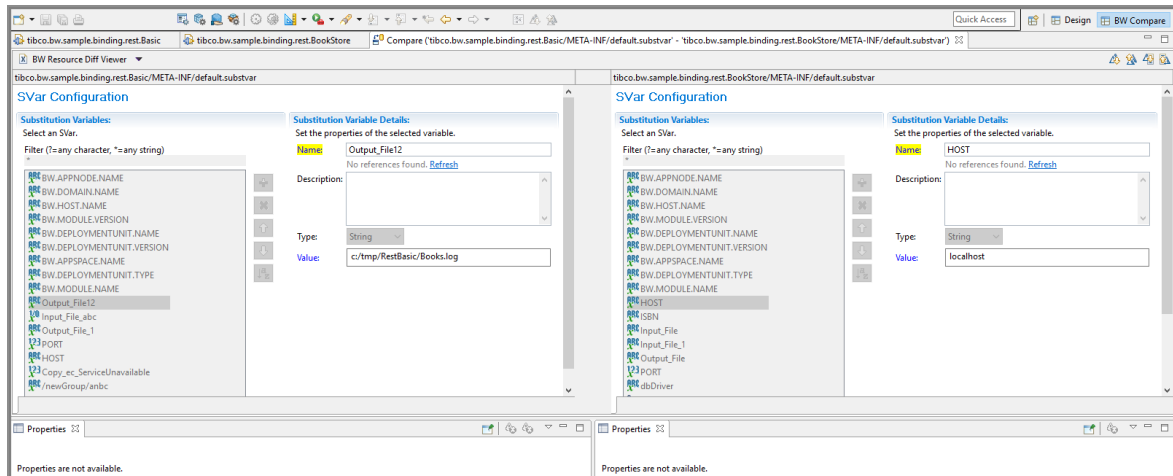 Quick Access
Design
BW Compare
tibco.bw.sample.binding.rest.Basic
tibco.bw.sample.binding.rest.BookStore
Compare ('tibco.bw.sample.binding.rest.Basic/META-INF/default.substvar' - 'tibco.bw.sample.binding.rest.BookStore/META-INF/default.substvar')
BW Resource Diff Viewer
tibco.bw.sample.binding.rest.Basic/META-INF/default.substvar
SVar Configuration
Substitution Variables:
Select an SVar.
Filter (?=any character, *=any string)
*
BW.APPNODE.NAME
BW.DOMAIN.NAME
BW.HOST.NAME
BW.MODULE.VERSION
BW.DEPLOYMENTUNIT.NAME
BW.DEPLOYMENTUNIT.VERSION
BW.APPSPACE.NAME
BW.DEPLOYMENTUNIT.TYPE
BW.MODULE.NAME
Output_File12
Input_File_abc
Output_File_1
PORT
HOST
Copy_ec_ServiceUnavailable
/newGroup/anbc
Substitution Variable Details:
Set the properties of the selected variable.
Name: Output_File12
No references found. Refresh
Description:
Type: String
Value: c:/tmp/RestBasic/Books.log
tibco.bw.sample.binding.rest.BookStore/META-INF/default.substvar
SVar Configuration
Substitution Variables:
Select an SVar.
Filter (?=any character, *=any string)
*
BW.APPNODE.NAME
BW.DOMAIN.NAME
BW.HOST.NAME
BW.MODULE.VERSION
BW.DEPLOYMENTUNIT.NAME
BW.DEPLOYMENTUNIT.VERSION
BW.APPSPACE.NAME
BW.DEPLOYMENTUNIT.TYPE
BW.MODULE.NAME
HOST
ISBN
Input_File
Input_File_1
Output_File
PORT
dbDriver
Substitution Variable Details:
Set the properties of the selected variable.
Name: HOST
No references found. Refresh
Description:
Type: String
Value: localhost
Properties
Properties are not available.
Properties
Properties are not available.